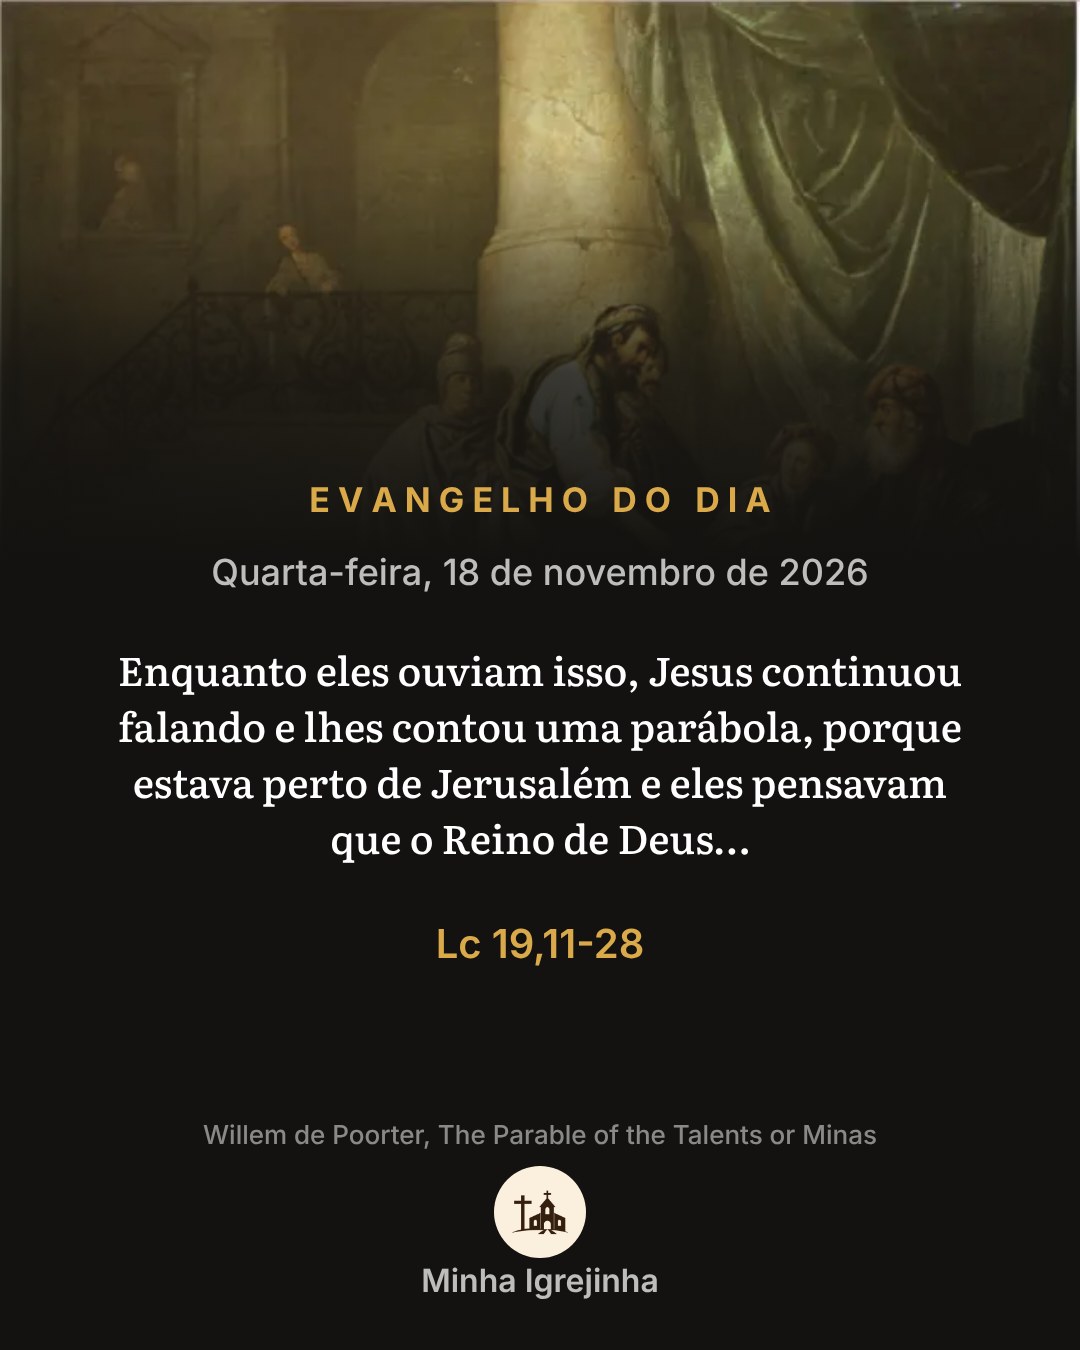 EVANGELHO DO DIA
Quarta-feira, 18 de novembro de 2026
Enquanto eles ouviam isso, Jesus continuou
falando e lhes contou uma parábola, porque
estava perto de Jerusalém e eles pensavam
que o Reino de Deus...
Lc 19,11-28
Willem de Poorter, The Parable of the Talents or Minas
Minha Igrejinha